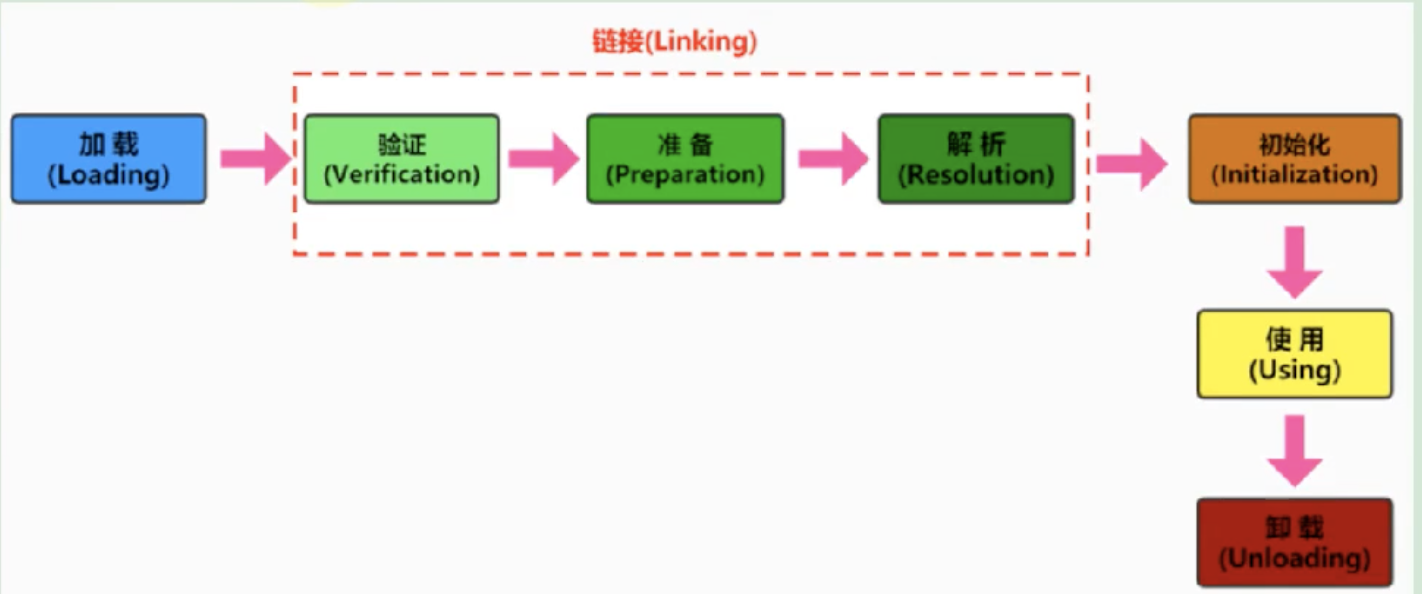 链接(Linking)
加载
(Loading)
验证
(Verification)
准备
(Preparation)
解析
(Resolution)
初始化
(Initialization)
使用
(Using)
卸载
(Unloading)